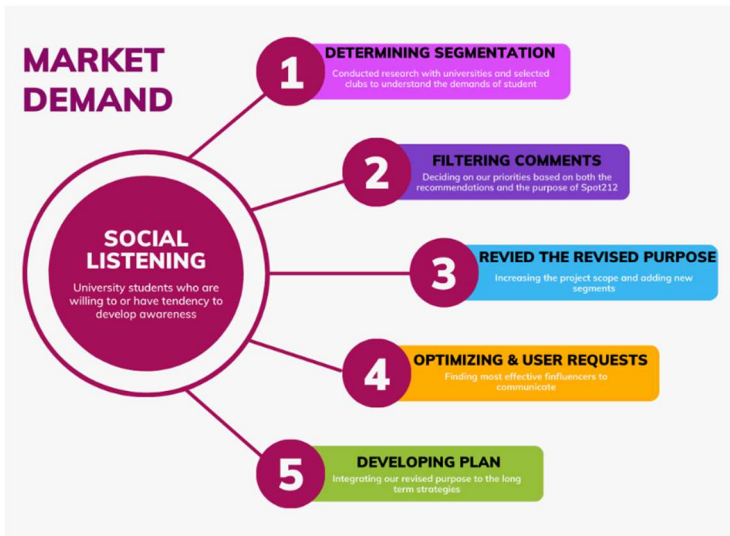 MARKET
DEMAND
1
DETERMINING SEGMENTATION
Conducted research with universities and selected
clubs to understand the demands of student
2
FILTERING COMMENTS
Deciding on our priorities based on both the
recommendations and the purpose of Spot212
SOCIAL
LISTENING
University students who are
willing to or have tendency to
develop awareness
3
REVIED THE REVISED PURPOSE
Increasing the project scope and adding new
segments
4
OPTIMIZING & USER REQUESTS
Finding most effective finfluencers to
communicate
5
DEVELOPING PLAN
Integrating our revised purpose to the long
term strategies